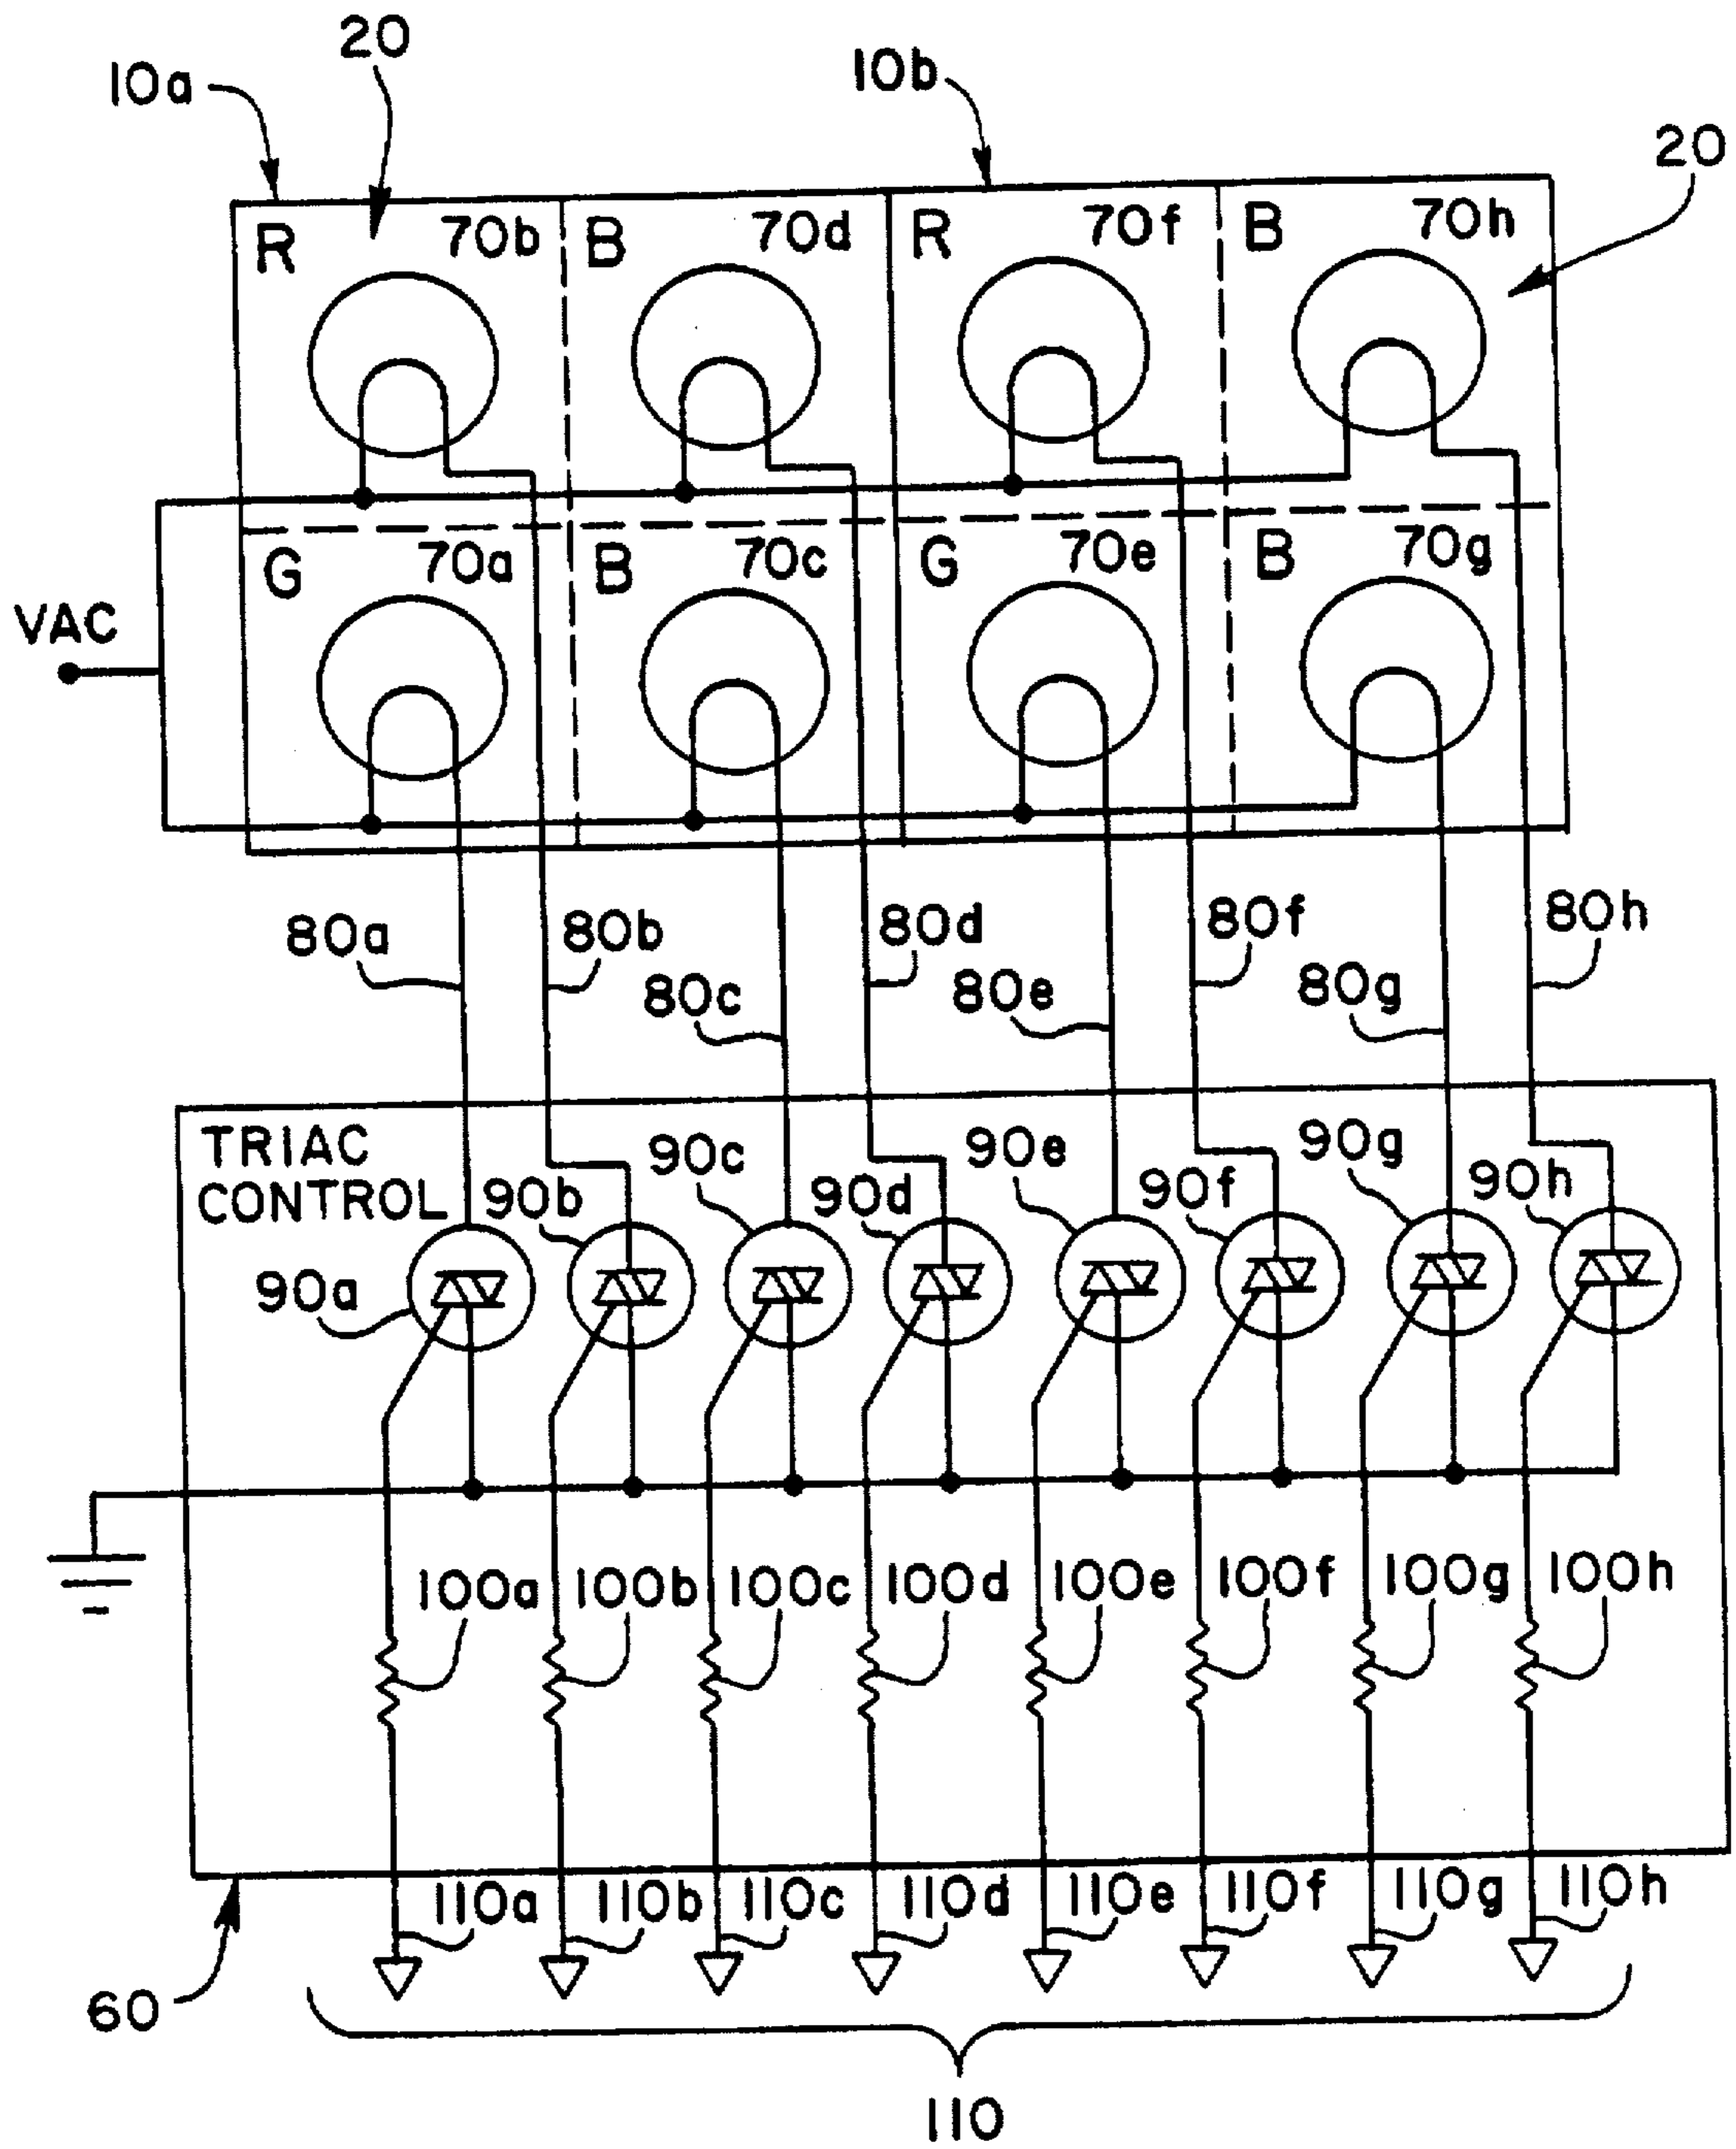 20
10a
10b
20
R 70b B 70d R 70f B 70h
G 70a B 70c G 70e B 70g
VAC
80a 80b 80d 80f 80h
80c 80e 80g
TRIAC
CONTROL
90b 90c 90d 90e 90f 90g 90h
90a
100a 100b 100c 100d 100e 100f 100g 100h
110a 110b 110c 110d 110e 110f 110g 110h
60
110